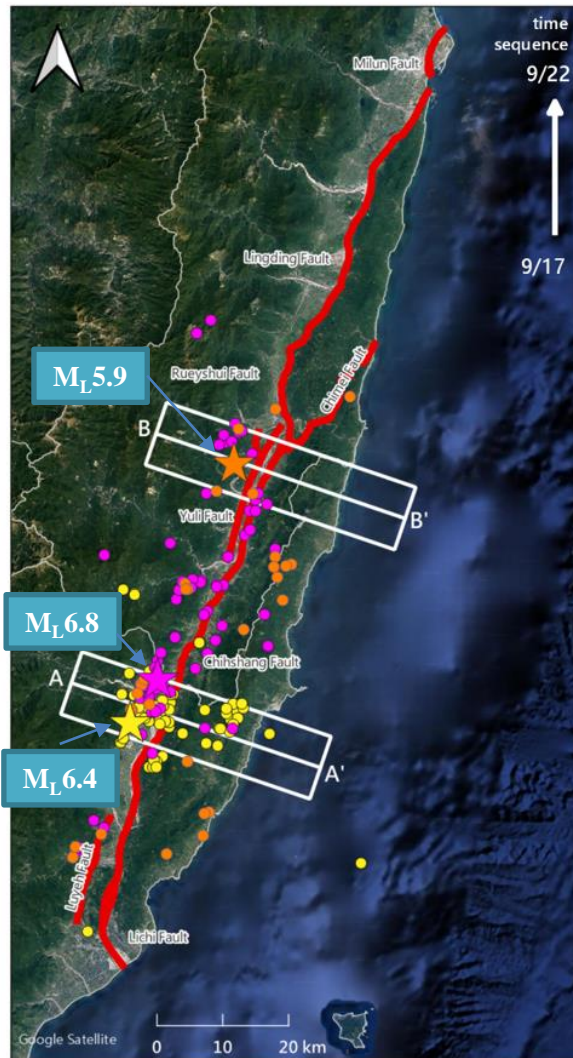 time
sequence
9/22
9/17
Milun Fault
Lingding Fault
Rueyshui Fault
Chimei Fault
ML5.9
B
B'
Yuli Fault
ML6.8
A
Chihshang Fault
ML6.4
A'
Luyeh Fault
Lichi Fault
Google Satellite
0 10 20 km